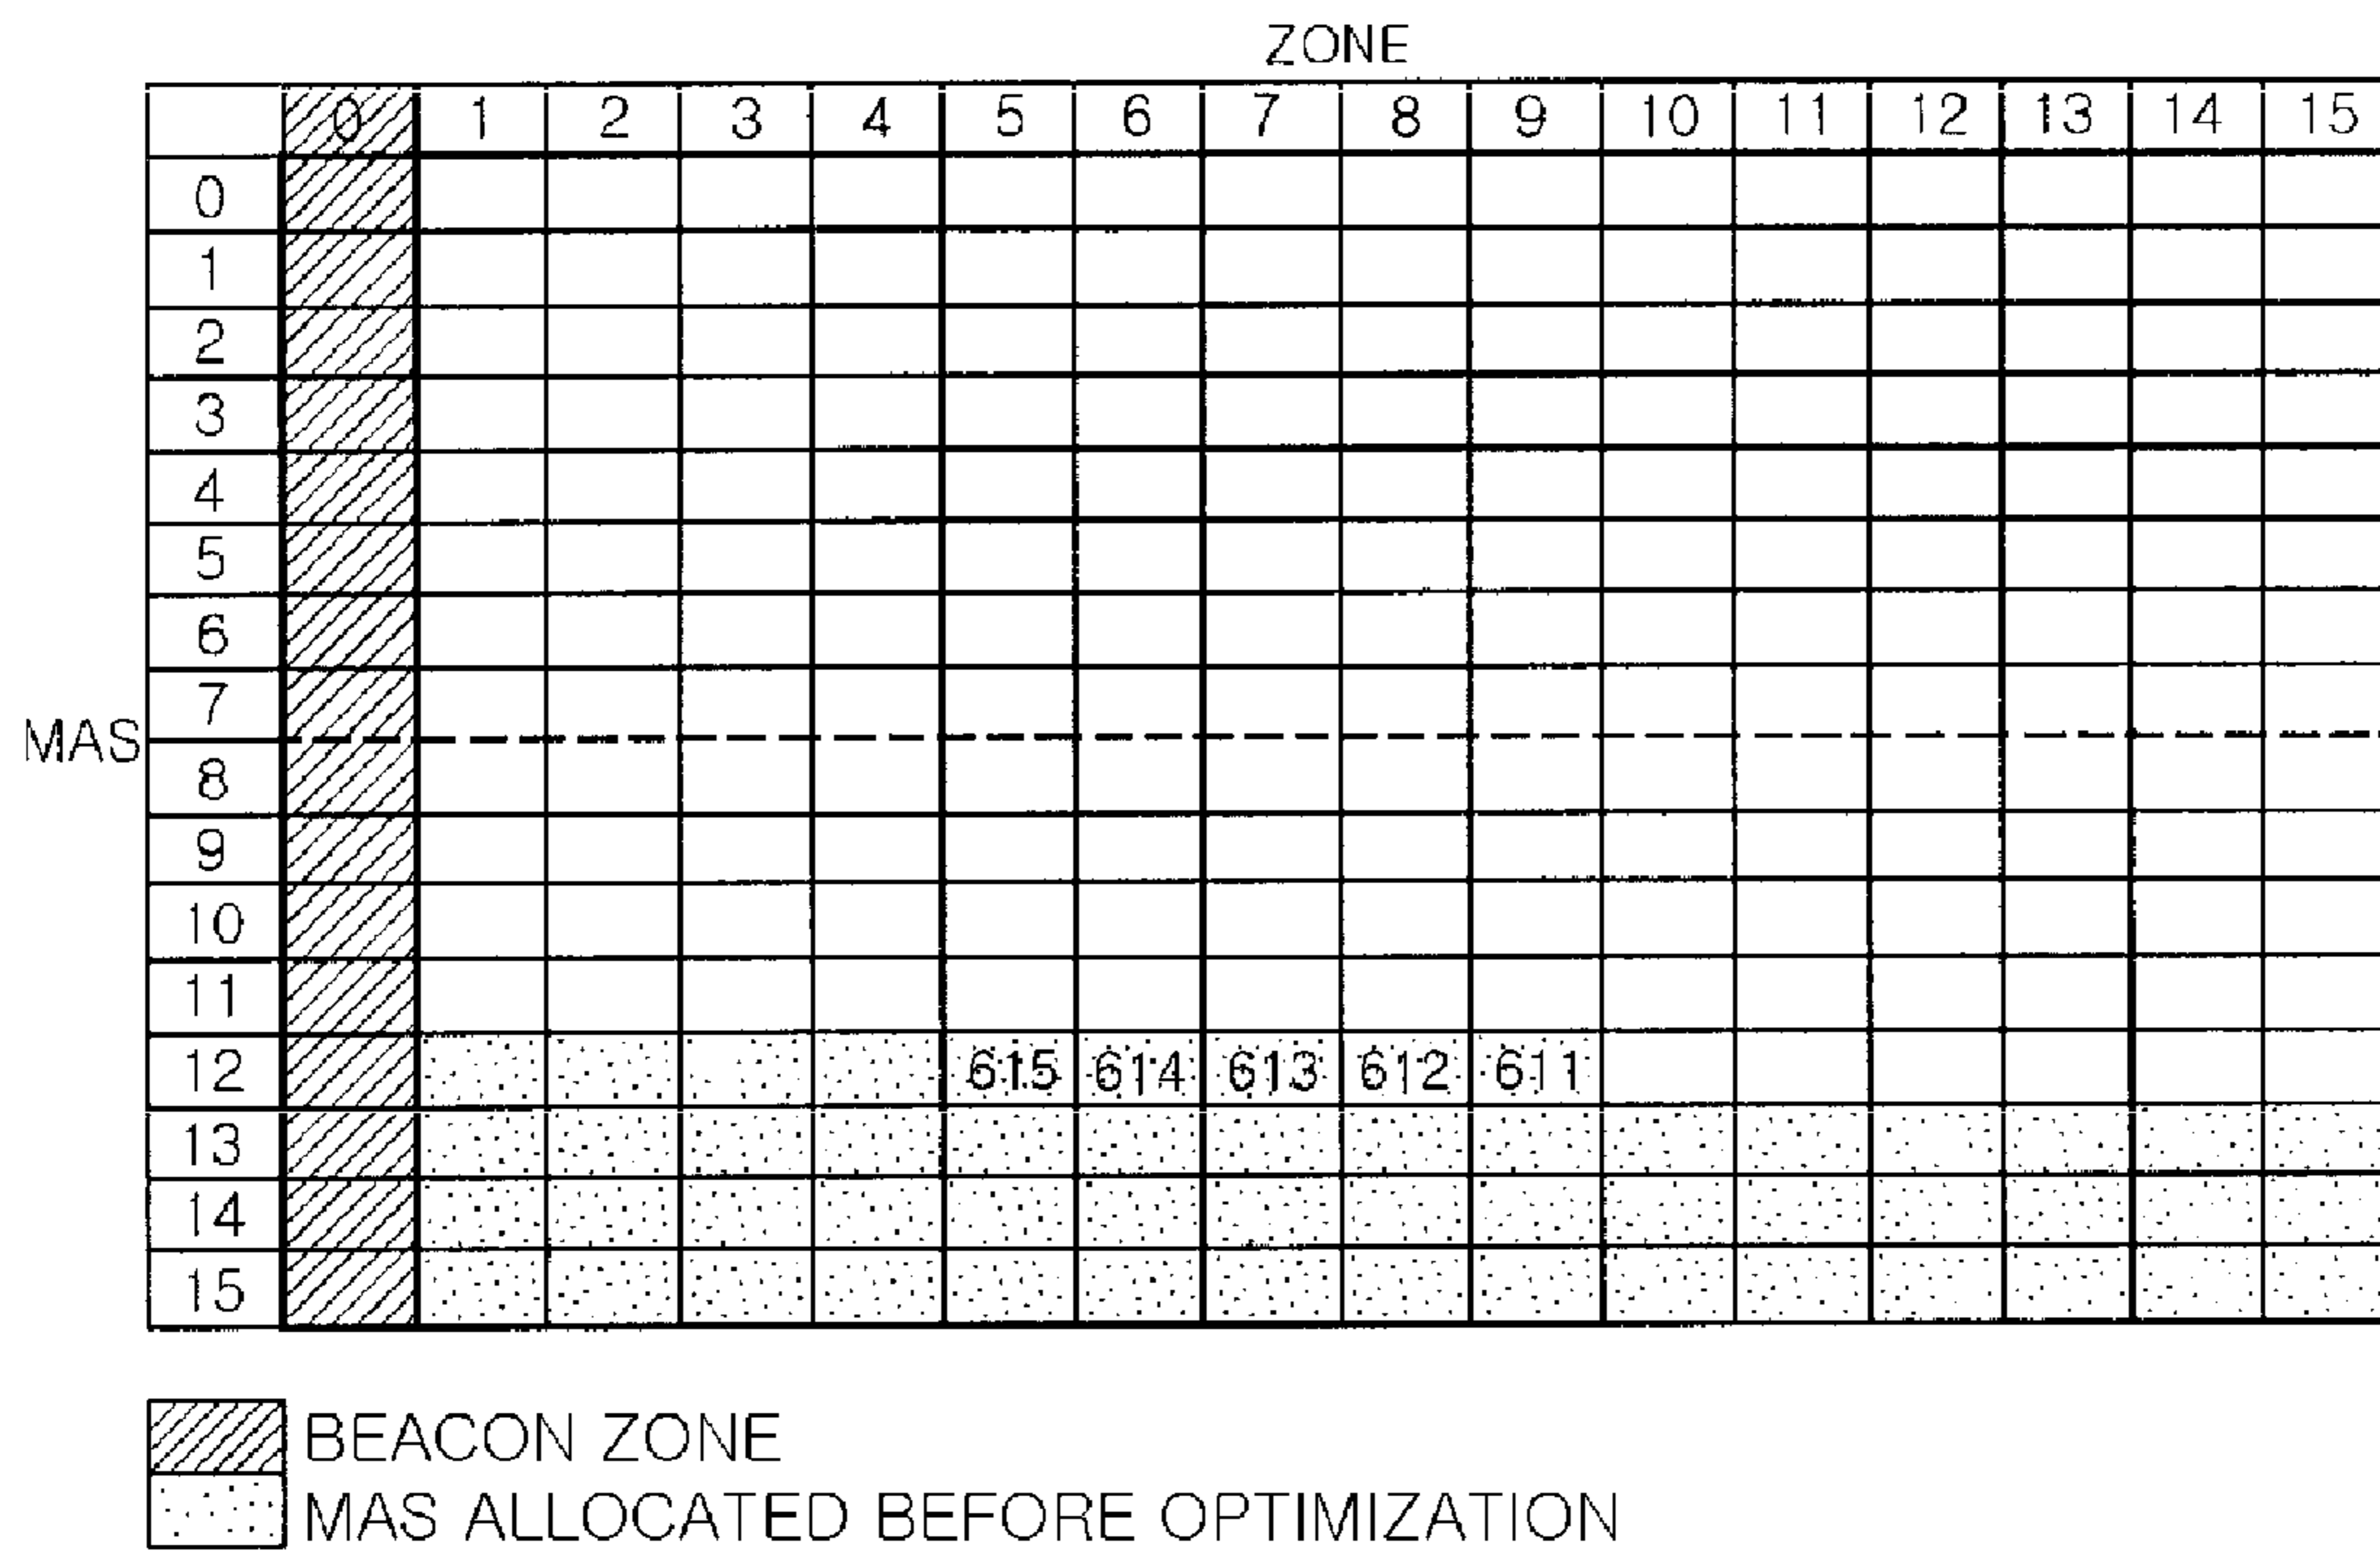 ZONE
0 1 2 3 4 5 6 7 8 9 10 11 12 13 14 15
0
1
2
3
4
5
6
7
MAS
8
9
10
11
12 615 614 613 612 611
13
14
15
BEACON ZONE
MAS ALLOCATED BEFORE OPTIMIZATION